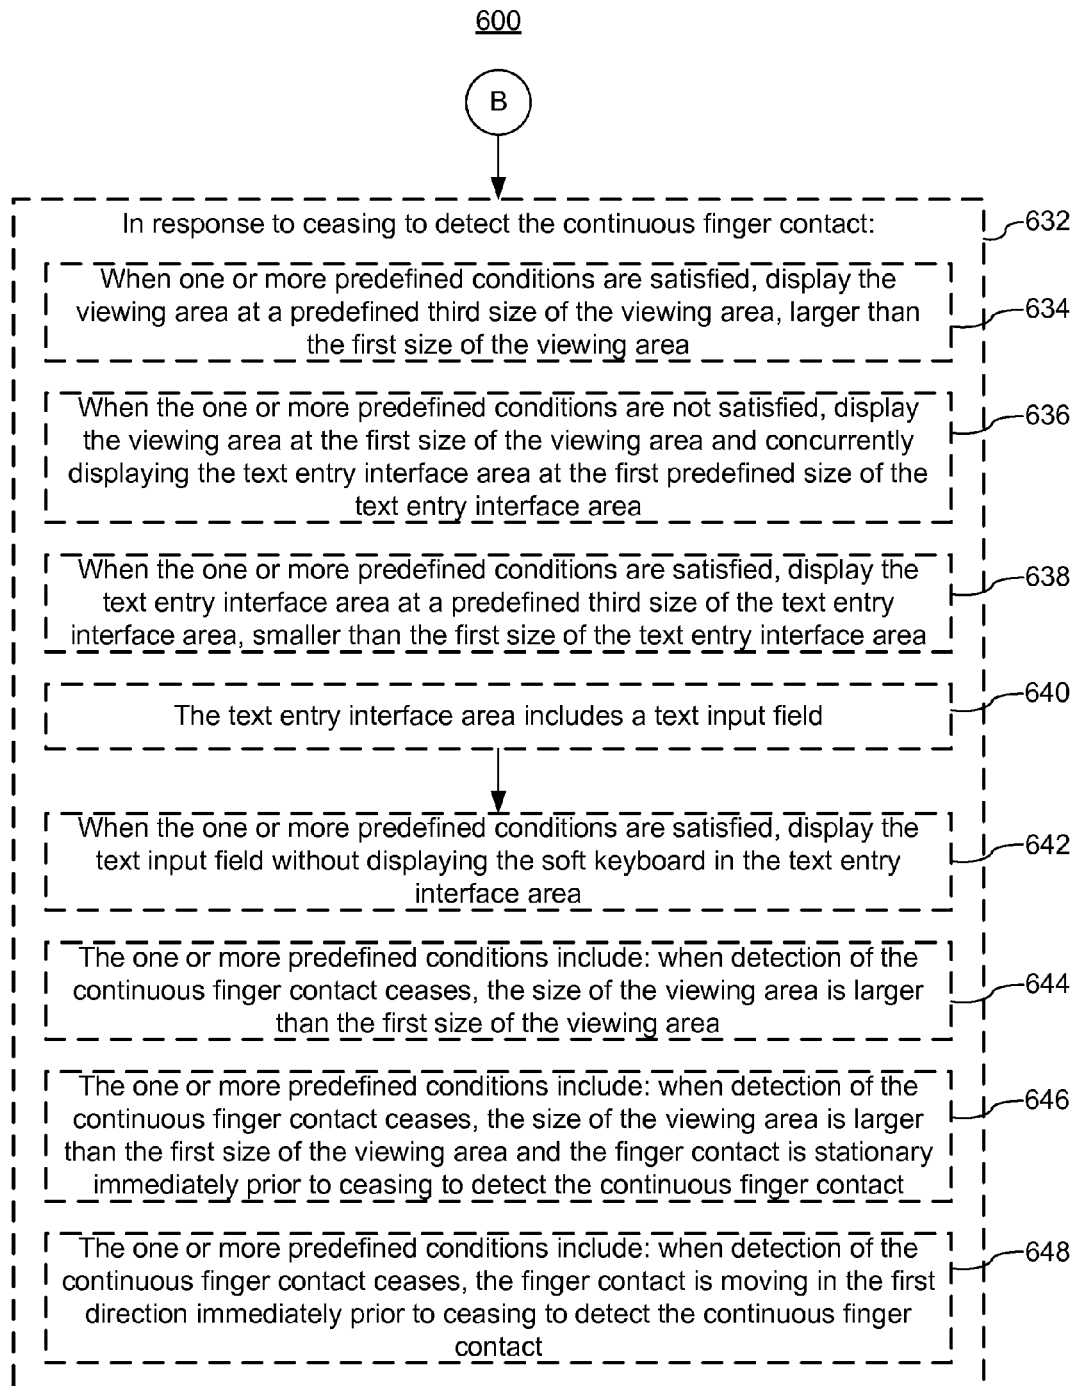 600
B
In response to ceasing to detect the continuous finger contact:
632
When one or more predefined conditions are satisfied, display the
viewing area at a predefined third size of the viewing area, larger than
the first size of the viewing area
634
When the one or more predefined conditions are not satisfied, display
the viewing area at the first size of the viewing area and concurrently
displaying the text entry interface area at the first predefined size of the
text entry interface area
636
When the one or more predefined conditions are satisfied, display the
text entry interface area at a predefined third size of the text entry
interface area, smaller than the first size of the text entry interface area
638
The text entry interface area includes a text input field
640
When the one or more predefined conditions are satisfied, display the
text input field without displaying the soft keyboard in the text entry
interface area
642
The one or more predefined conditions include: when detection of the
continuous finger contact ceases, the size of the viewing area is larger
than the first size of the viewing area
644
The one or more predefined conditions include: when detection of the
continuous finger contact ceases, the size of the viewing area is larger
than the first size of the viewing area and the finger contact is stationary
immediately prior to ceasing to detect the continuous finger contact
646
The one or more predefined conditions include: when detection of the
continuous finger contact ceases, the finger contact is moving in the first
direction immediately prior to ceasing to detect the continuous finger
contact
648